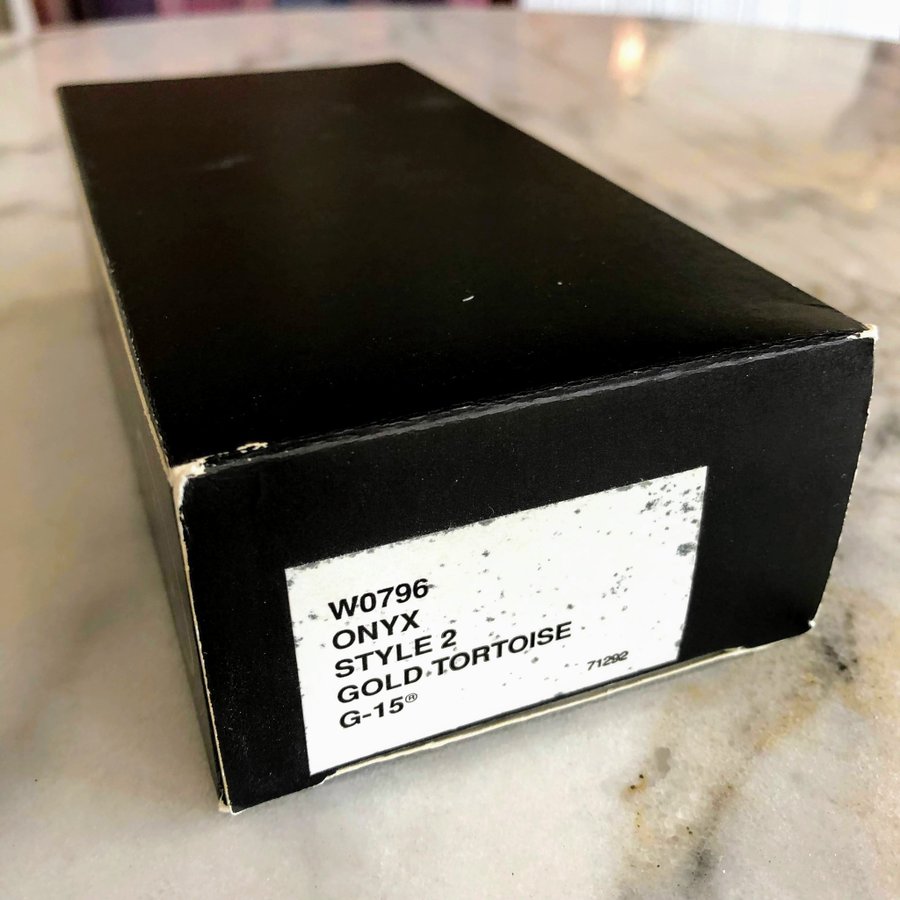 W0796
ONYX
STYLE 2
GOLD TORTOISE
G-15®
71292